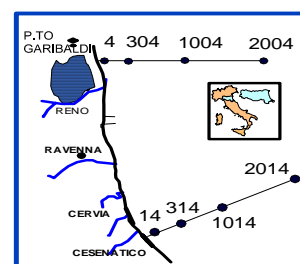 P.TO
GARIBALDI
4 304 1004 2004
RENO
RAVENNA
2014
CERVIA
14 314 1014
CESENATICO